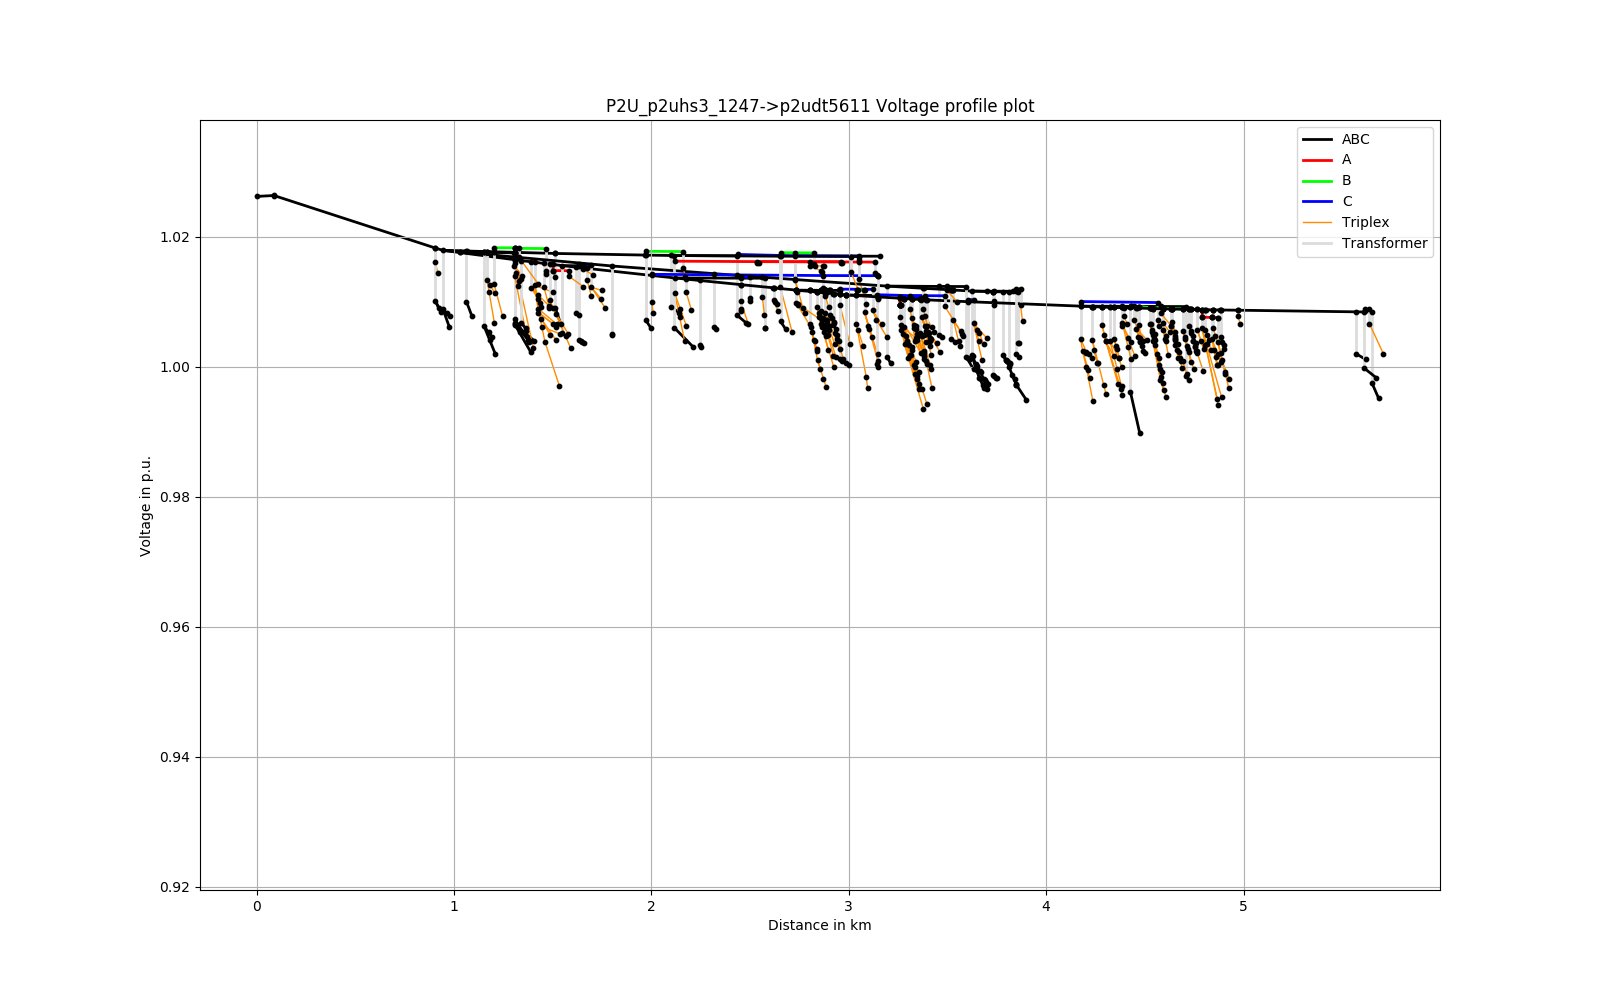 P2U_p2uhs3_1247->p2udt5611 Voltage profile plot
ABC
A
B
C
Triplex
Transformer
Voltage in p.u.
1.02
1.00
0.98
0.96
0.94
0.92
0 1 2 3 4 5
Distance in km